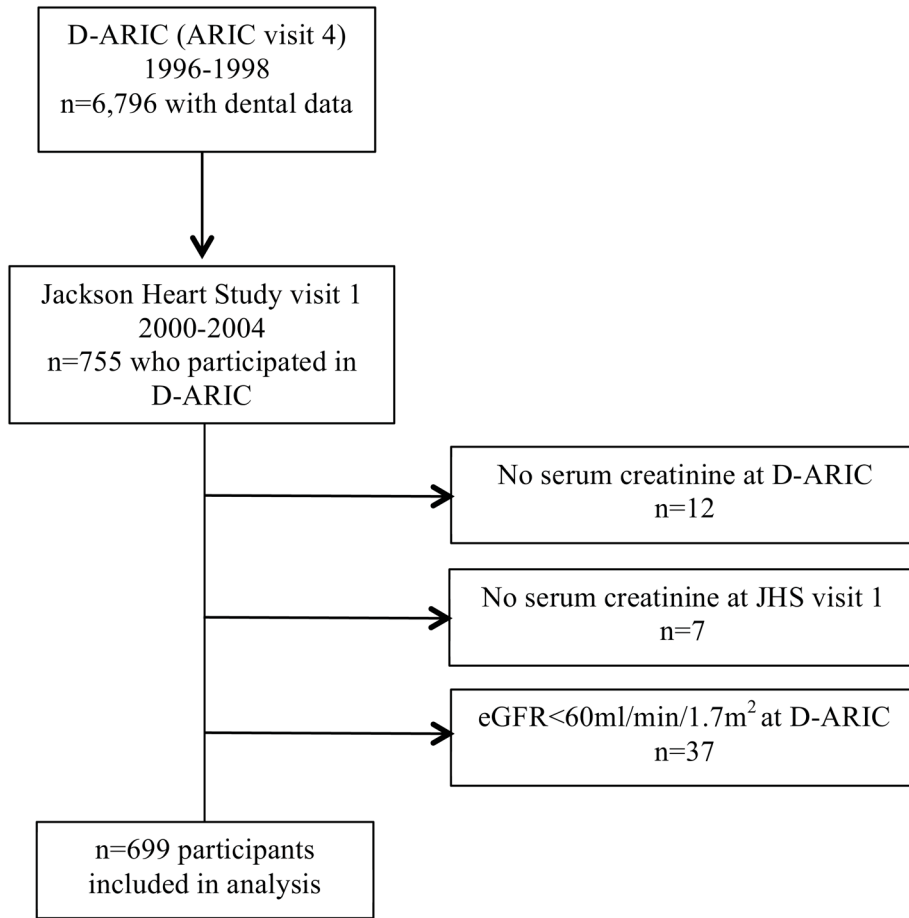 D-ARIC (ARIC visit 4)
1996-1998
n=6,796 with dental data
Jackson Heart Study visit 1
2000-2004
n=755 who participated in
D-ARIC
No serum creatinine at D-ARIC
n=12
No serum creatinine at JHS visit 1
n=7
eGFR<60ml/min/1.7m² at D-ARIC
n=37
n=699 participants
included in analysis